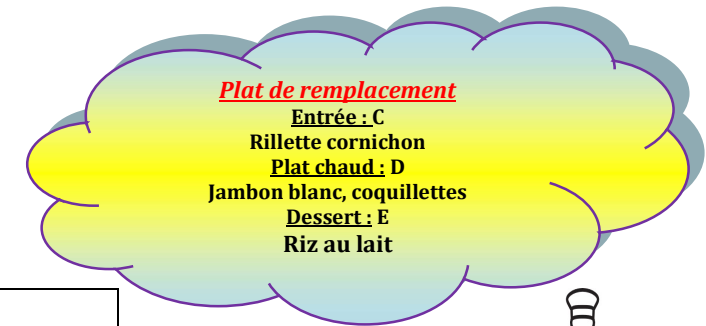 Plat de remplacement
Entrée : C
Rillette cornichon
Plat chaud : D
Jambon blanc, coquillettes
Dessert : E
Riz au lait